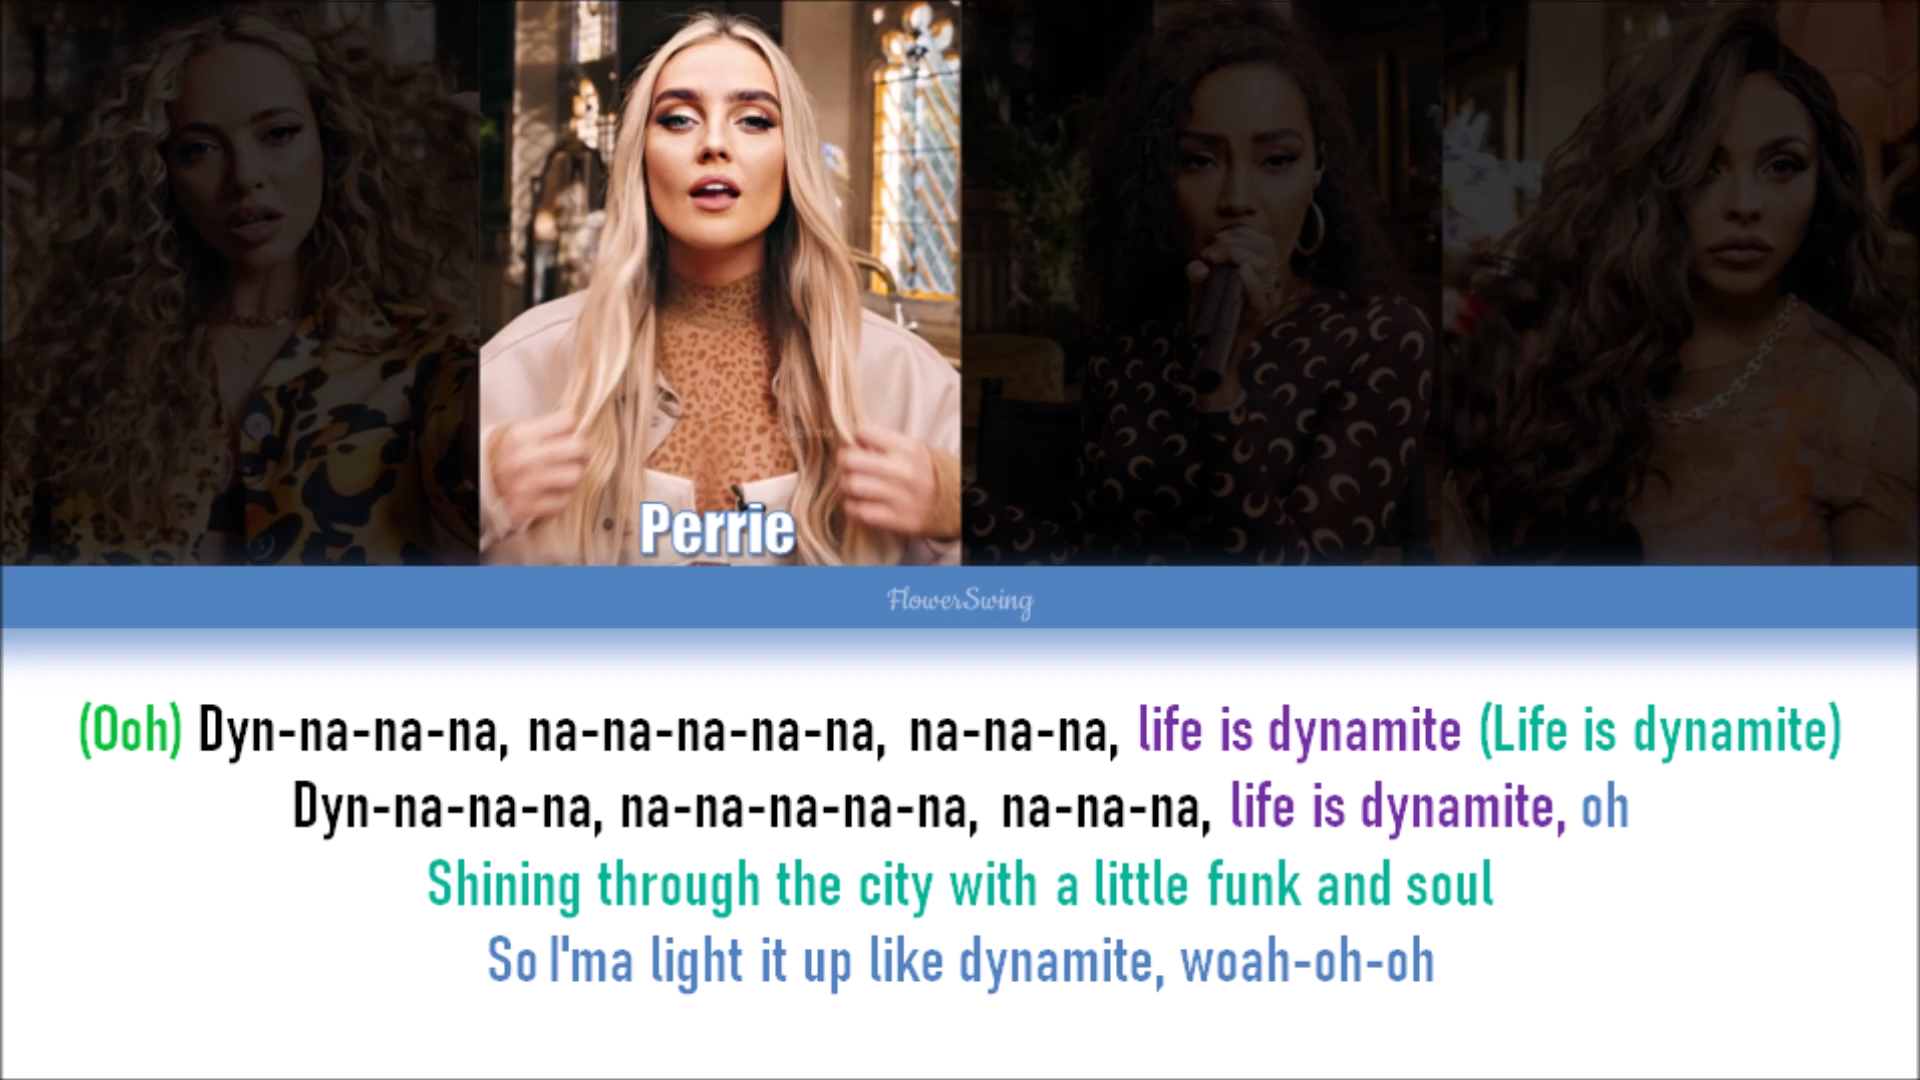 Perrie
FlowerSwing
(Ooh) Dyn-na-na-na, na-na-na-na-na, na-na-na, life is dynamite (Life is dynamite)
Dyn-na-na-na, na-na-na-na-na, na-na-na, life is dynamite, oh
Shining through the city with a little funk and soul
So I'ma light it up like dynamite, woah-oh-oh